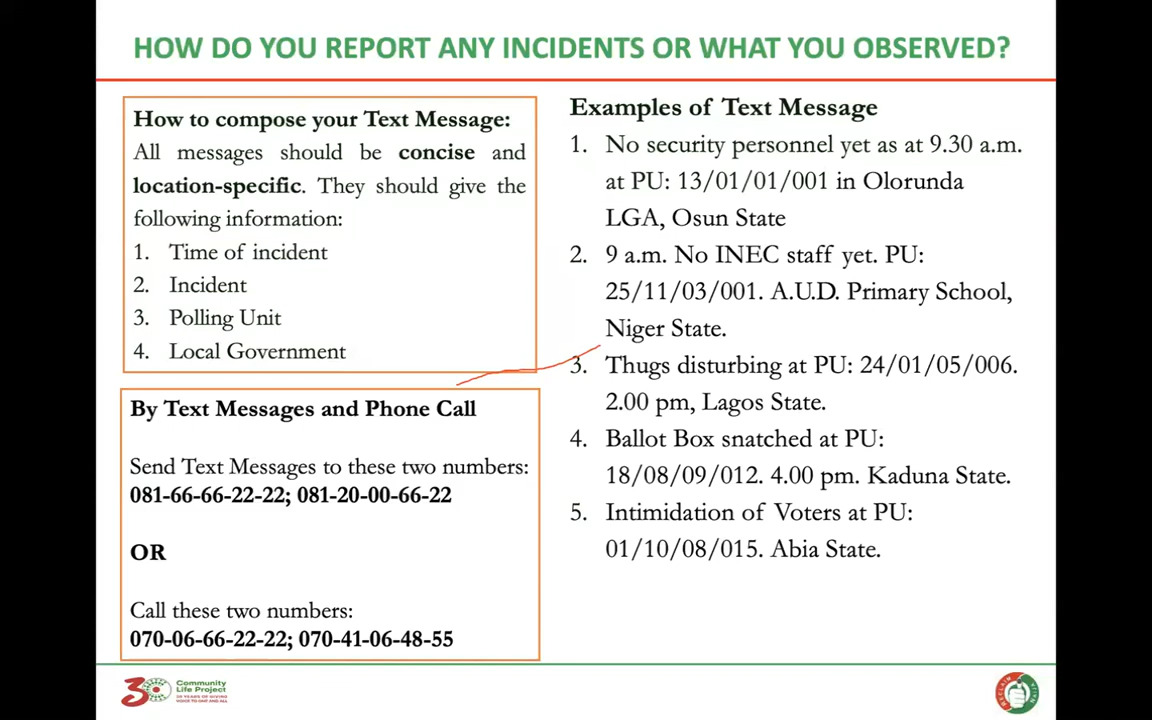 HOW DO YOU REPORT ANY INCIDENTS OR WHAT YOU OBSERVED?
How to compose your Text Message:
All messages should be concise and
location-specific. They should give the
following information:
1. Time of incident
2. Incident
3. Polling Unit
4. Local Government
By Text Messages and Phone Call
Send Text Messages to these two numbers:
081-66-66-22-22; 081-20-00-66-22
OR
Call these two numbers:
070-06-66-22-22; 070-41-06-48-55
Examples of Text Message
1. No security personnel yet as at 9.30 a.m.
at PU: 13/01/01/001 in Olorunda
LGA, Osun State
2. 9 a.m. No INEC staff yet. PU:
25/11/03/001. A.U.D. Primary School,
Niger State.
3. Thugs disturbing at PU: 24/01/05/006.
2.00 pm, Lagos State.
4. Ballot Box snatched at PU:
18/08/09/012. 4.00 pm. Kaduna State.
5. Intimidation of Voters at PU:
01/10/08/015. Abia State.
30 Community
Life Project
RECLAIM
NAIJA